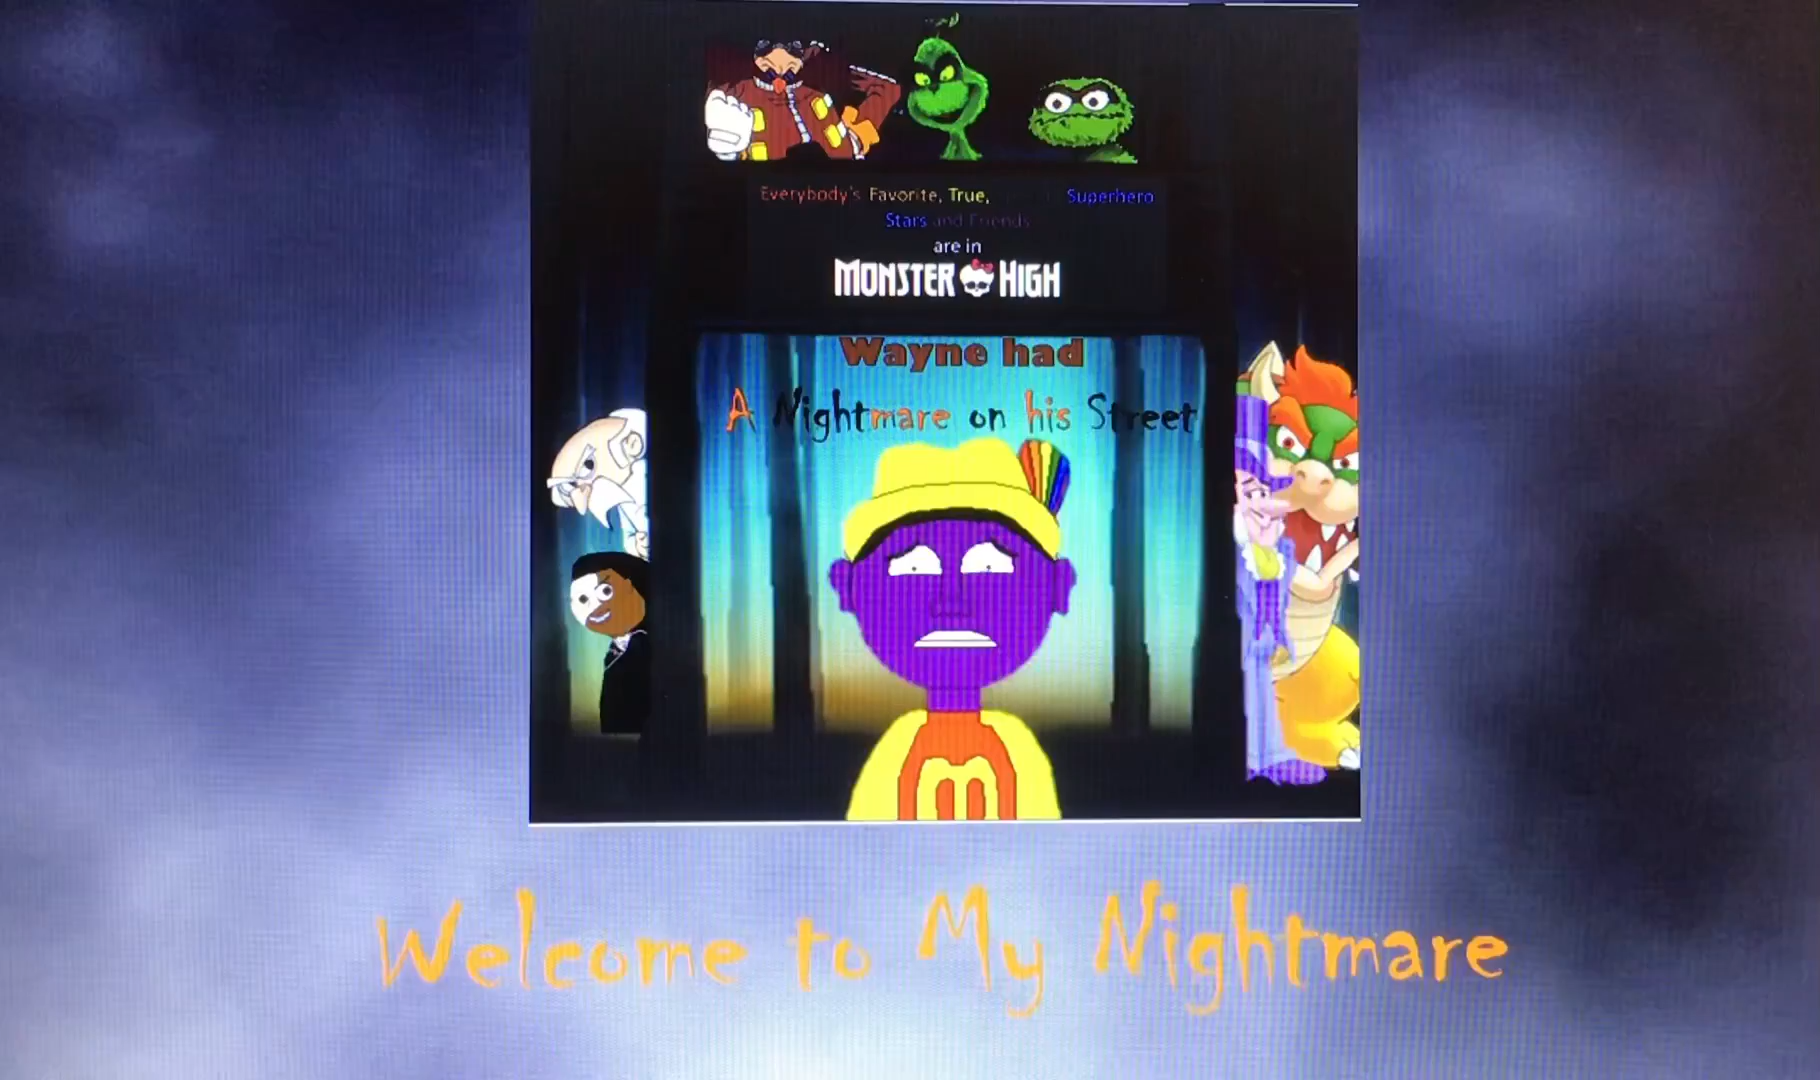 Everybody's Favorite, True, Superhero
Stars and Friends
are in
MONSTER HIGH
Wayne had
A Nightmare on his Street
Welcome to My Nightmare